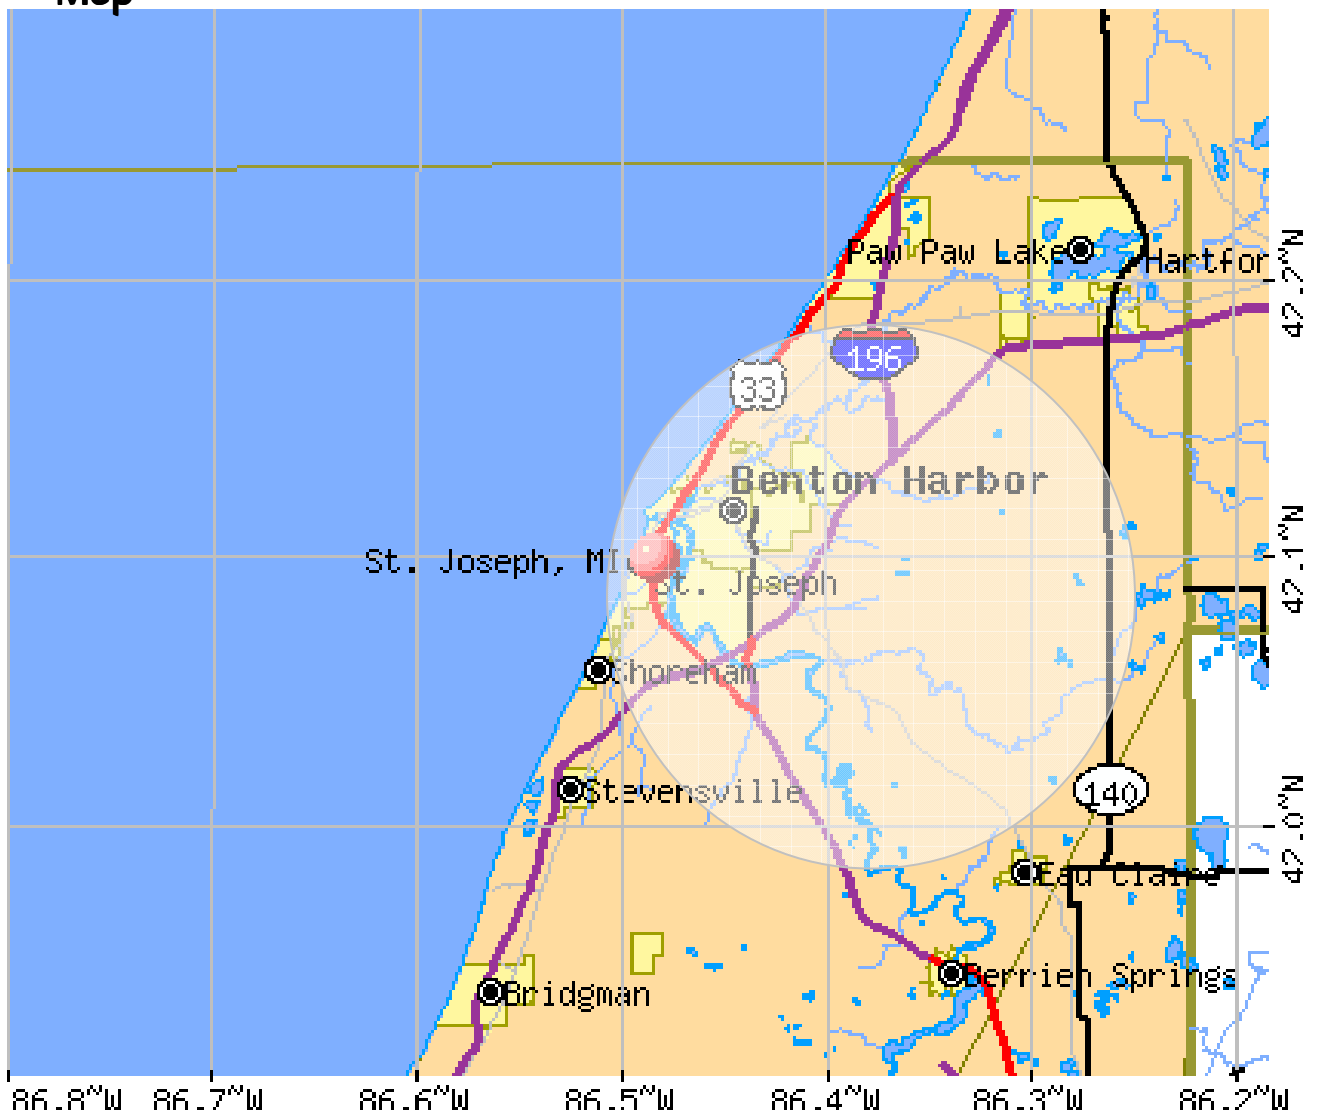 Map
Paw Paw Lake
Hartfor
42.2°N
196
33
Benton Harbor
St. Joseph, MI
St. Joseph
42.1°N
Shoreham
Stevensville
140
42.0°N
Eau Claire
Berrien Springs
Bridgman
86.8°W 86.7°W 86.6°W 86.5°W 86.4°W 86.3°W 86.2°W